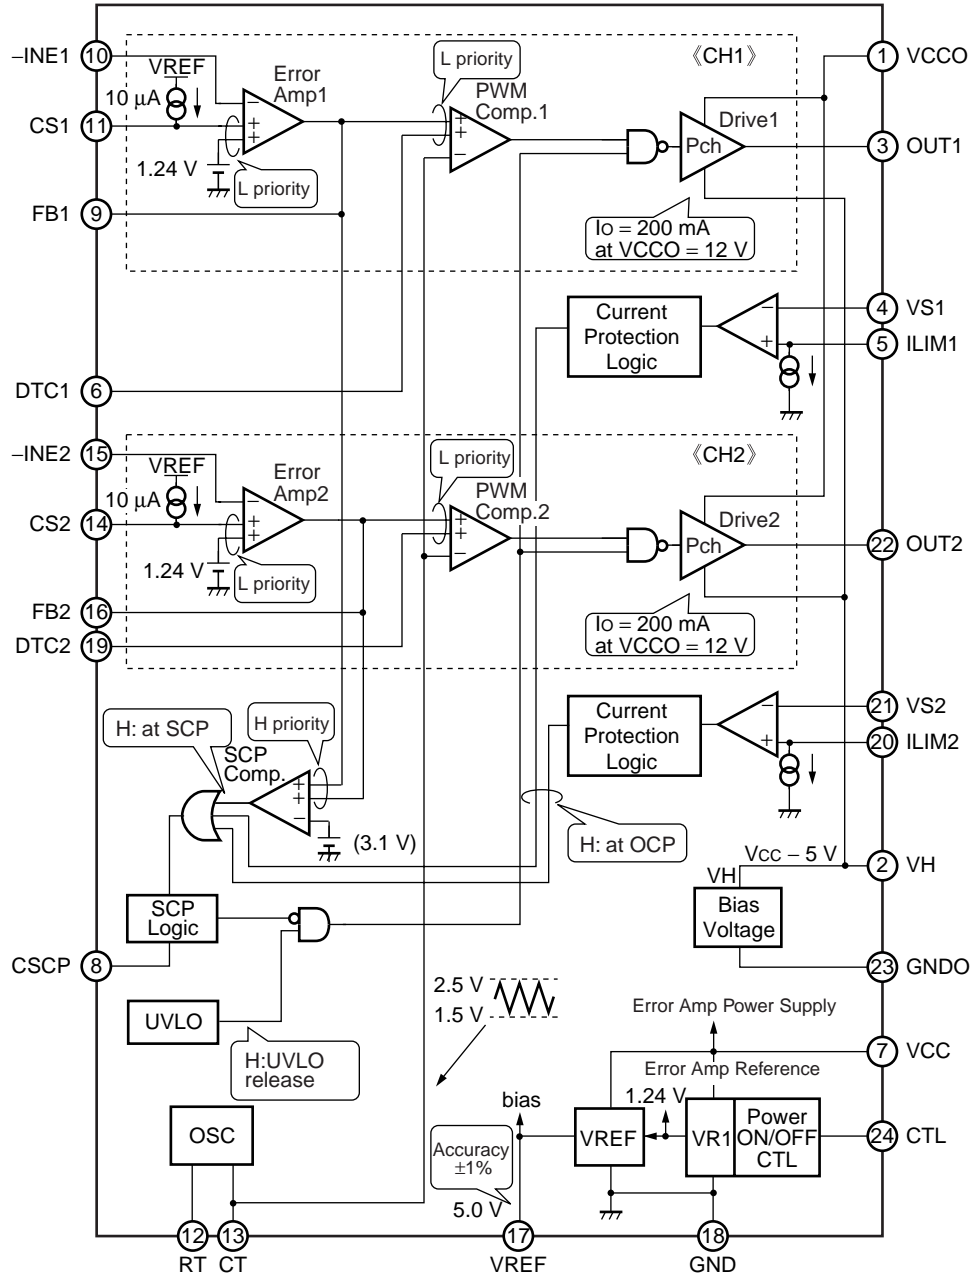 –INE1
10
VREF
10 µA
CS1
11
1.24 V
L priority
Error
Amp1
−
+
+
L priority
PWM
Comp.1
+
+
−
《CH1》
Drive1
Pch
IO = 200 mA
at VCCO = 12 V
1
VCCO
3
OUT1
FB1
9
Current
Protection
Logic
−
+
4
VS1
5
ILIM1
DTC1
6
–INE2
15
VREF
10 µA
CS2
14
1.24 V
L priority
Error
Amp2
−
+
+
L priority
PWM
Comp.2
+
+
−
《CH2》
Drive2
Pch
IO = 200 mA
at VCCO = 12 V
22
OUT2
FB2
16
DTC2
19
H: at SCP
H priority
SCP
Comp.
+
+
−
(3.1 V)
Current
Protection
Logic
−
+
21
VS2
20
ILIM2
H: at OCP
VCC − 5 V
2
VH
VH
Bias
Voltage
23
GNDO
SCP
Logic
CSCP
8
UVLO
H:UVLO
release
2.5 V
1.5 V
Error Amp Power Supply
7
VCC
Error Amp Reference
1.24 V
bias
VREF
VR1
Power
ON/OFF
CTL
24
CTL
Accuracy
±1%
5.0 V
OSC
12
RT
13
CT
17
VREF
18
GND